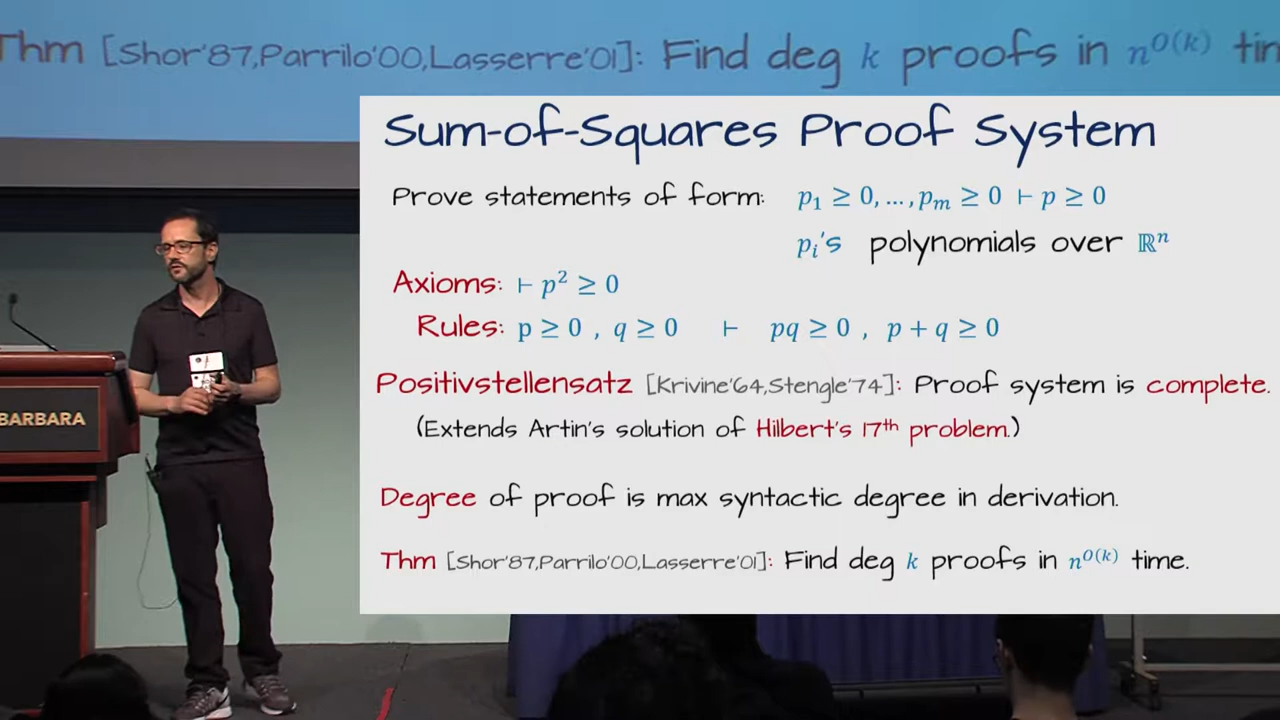 Thm [Shor'87,Parrilo'00,Lasserre'01]: Find deg k proofs in n^{O(k)}
Sum-of-Squares Proof System
Prove statements of form: p₁ ≥ 0, ..., pₘ ≥ 0 ⊢ p ≥ 0
pᵢ's polynomials over ℝⁿ
Axioms: ⊢ p² ≥ 0
Rules: p ≥ 0 , q ≥ 0 ⊢ pq ≥ 0 , p + q ≥ 0
Positivstellensatz [Krivine'64,Stengle'74]: Proof system is complete.
(Extends Artin's solution of Hilbert's 17th problem.)
BARBARA
Degree of proof is max syntactic degree in derivation.
Thm [Shor'87,Parrilo'00,Lasserre'01]: Find deg k proofs in n^{O(k)} time.